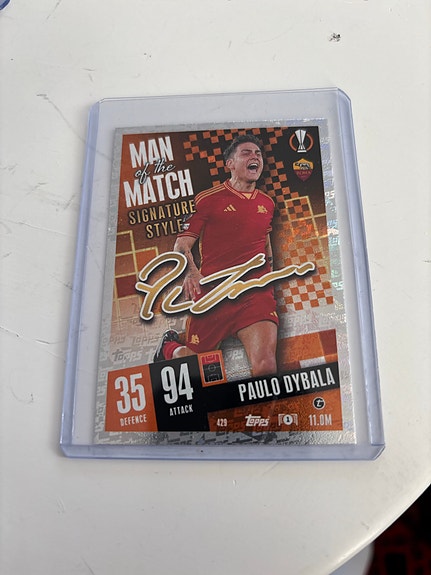 MAN
of the
MATCH
SIGNATURE
STYLE
35
DEFENCE
94
ATTACK
PAULO DYBALA
429
Topps
11.0M